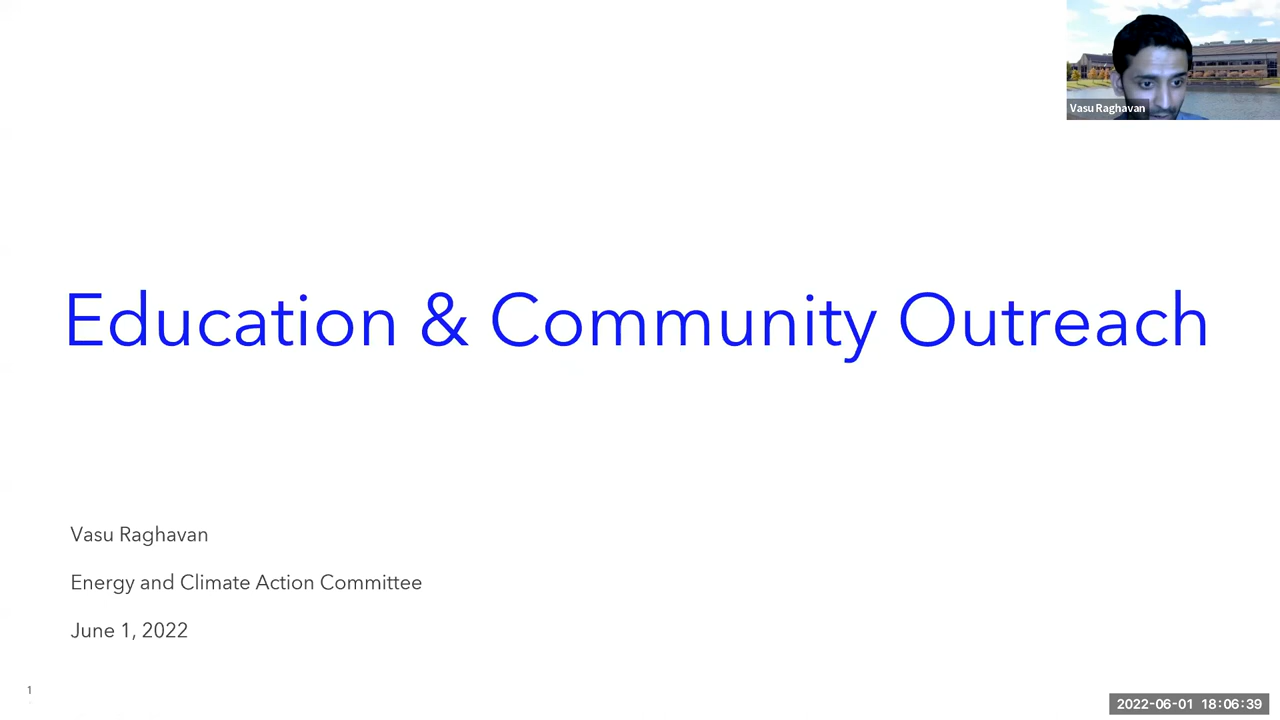 Vasu Raghavan
Education & Community Outreach
Vasu Raghavan
Energy and Climate Action Committee
June 1, 2022
1
2022-06-01 18:06:39